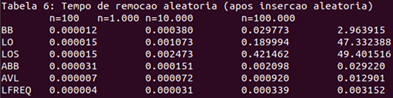 Tabela 6: Tempo de remocao aleatoria (apos insercao aleatoria)
n=100 n=1.000 n=10.000 n=100.000
BB 0.000012 0.000380 0.029773 2.963915
LO 0.000015 0.001073 0.189994 47.332388
LOS 0.000015 0.002473 0.421462 49.401516
ABB 0.000031 0.000151 0.002098 0.029220
AVL 0.000007 0.000072 0.000920 0.012901
LFREQ 0.000004 0.000031 0.000339 0.003152